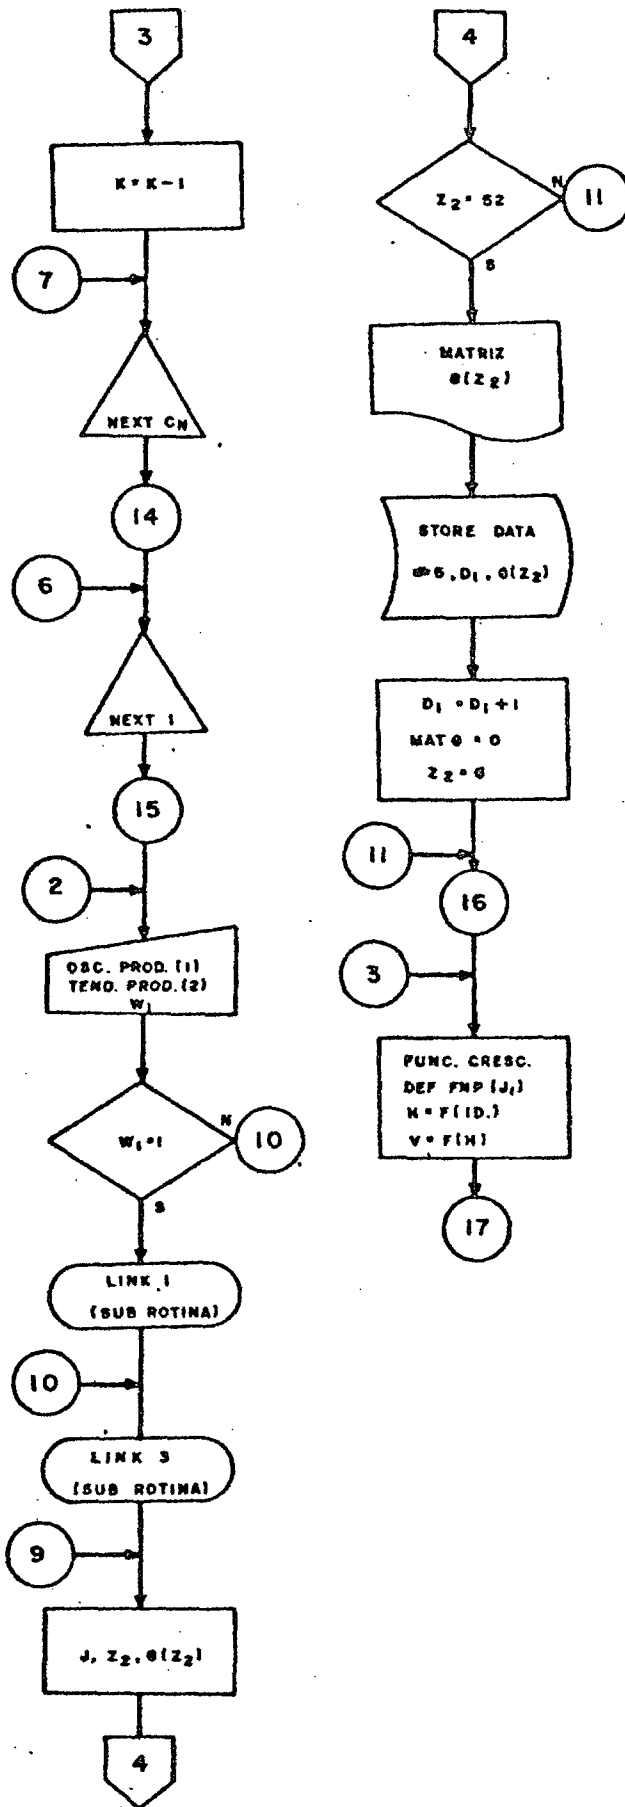 3
K = K - 1
7
NEXT CN
14
6
NEXT I
15
2
OSC. PROD. (1)
TEND. PROD. (2)
W1
W1 = 1
N
10
S
LINK 1
(SUB ROTINA)
10
LINK 3
(SUB ROTINA)
9
J, Z2, G(Z2)
4
4
Z2 = 52
N
11
S
MATRIZ
G(Z2)
STORE DATA
D1, G(Z2)
D1 = D1 + 1
MAT G = 0
11
16
3
FUNC. CRESC.
DEF FNP (J1)
H = F(ID.)
V = F(H)
17